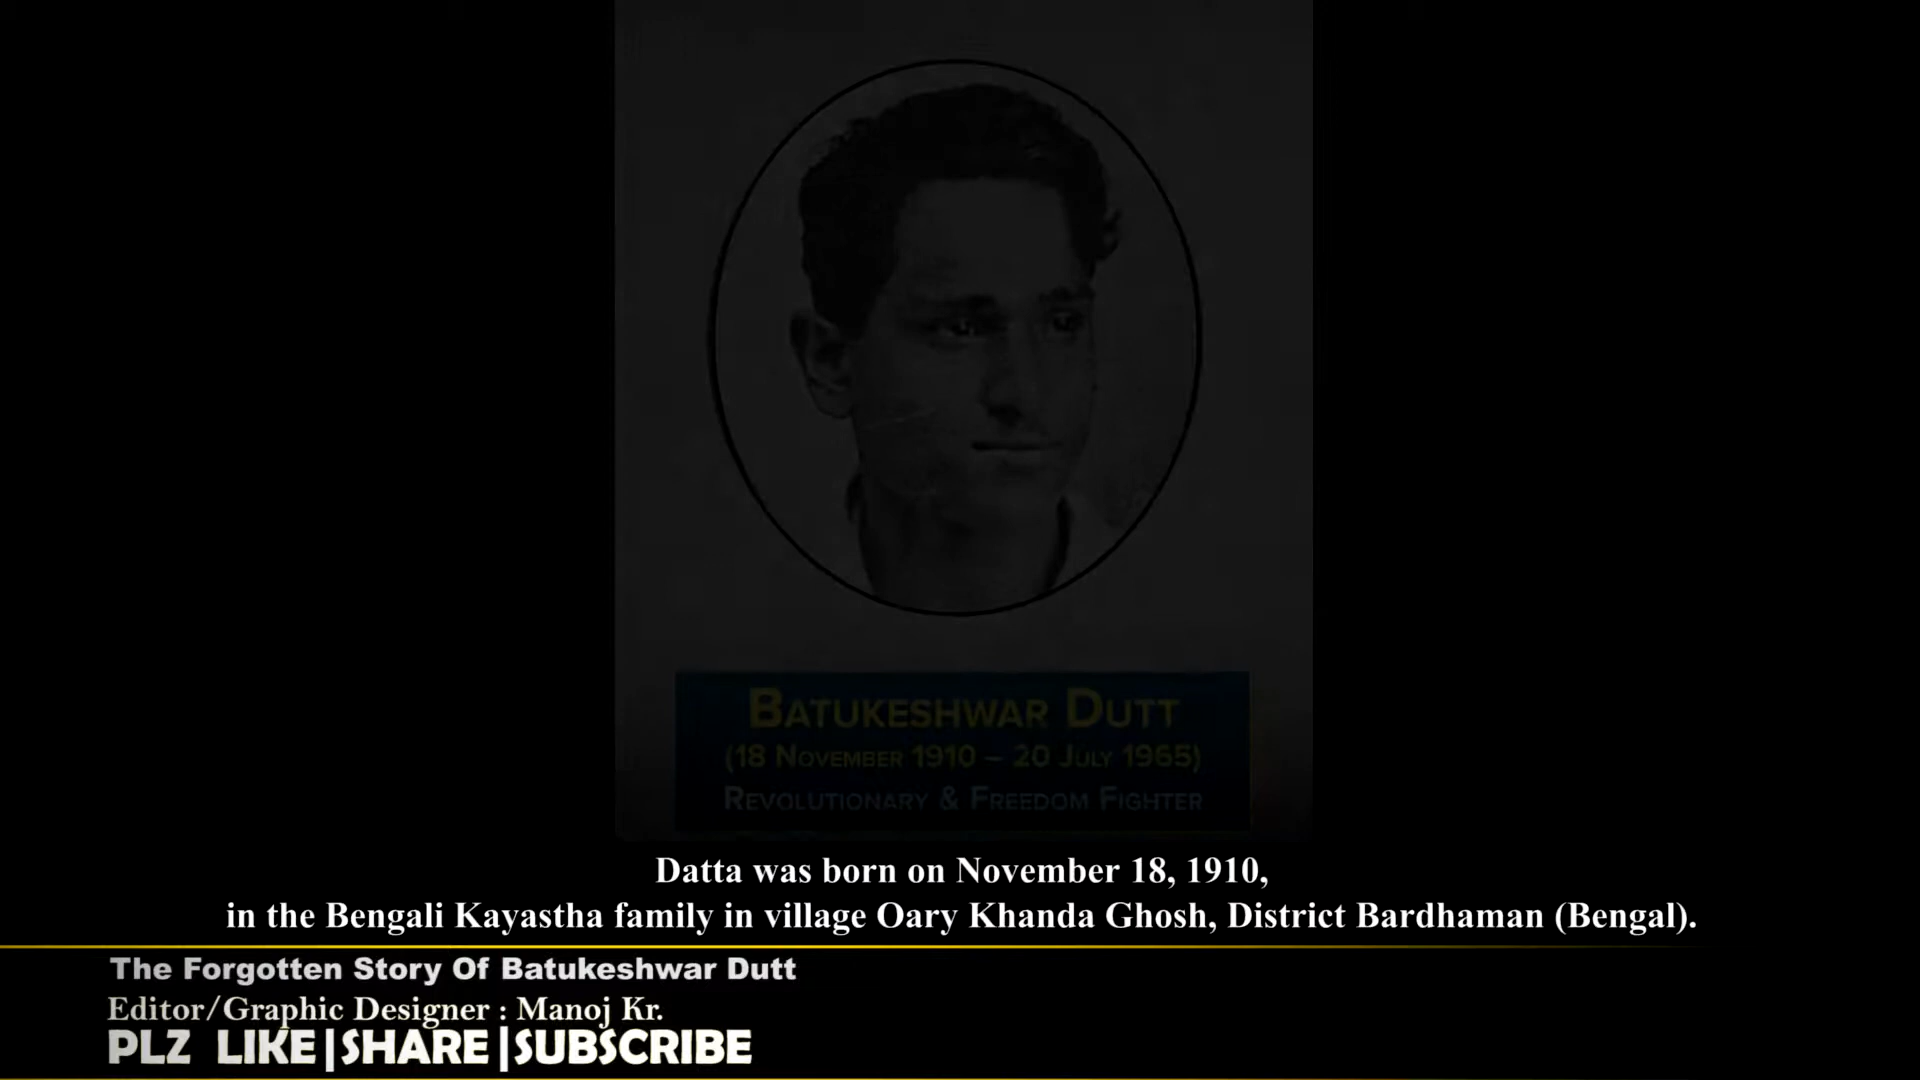 BATUKESHWAR DUTT
(18 NOVEMBER 1910 – 20 JULY 1965)
REVOLUTIONARY & FREEDOM FIGHTER
Datta was born on November 18, 1910,
in the Bengali Kayastha family in village Oary Khanda Ghosh, District Bardhaman (Bengal).
The Forgotten Story Of Batukeshwar Dutt
Editor/Graphic Designer : Manoj Kr.
PLZ LIKE|SHARE|SUBSCRIBE